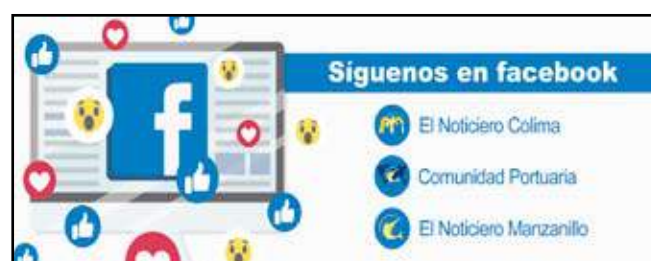 Síguenos en facebook
El Noticiero Colima
Comunidad Portuaria
El Noticiero Manzanillo